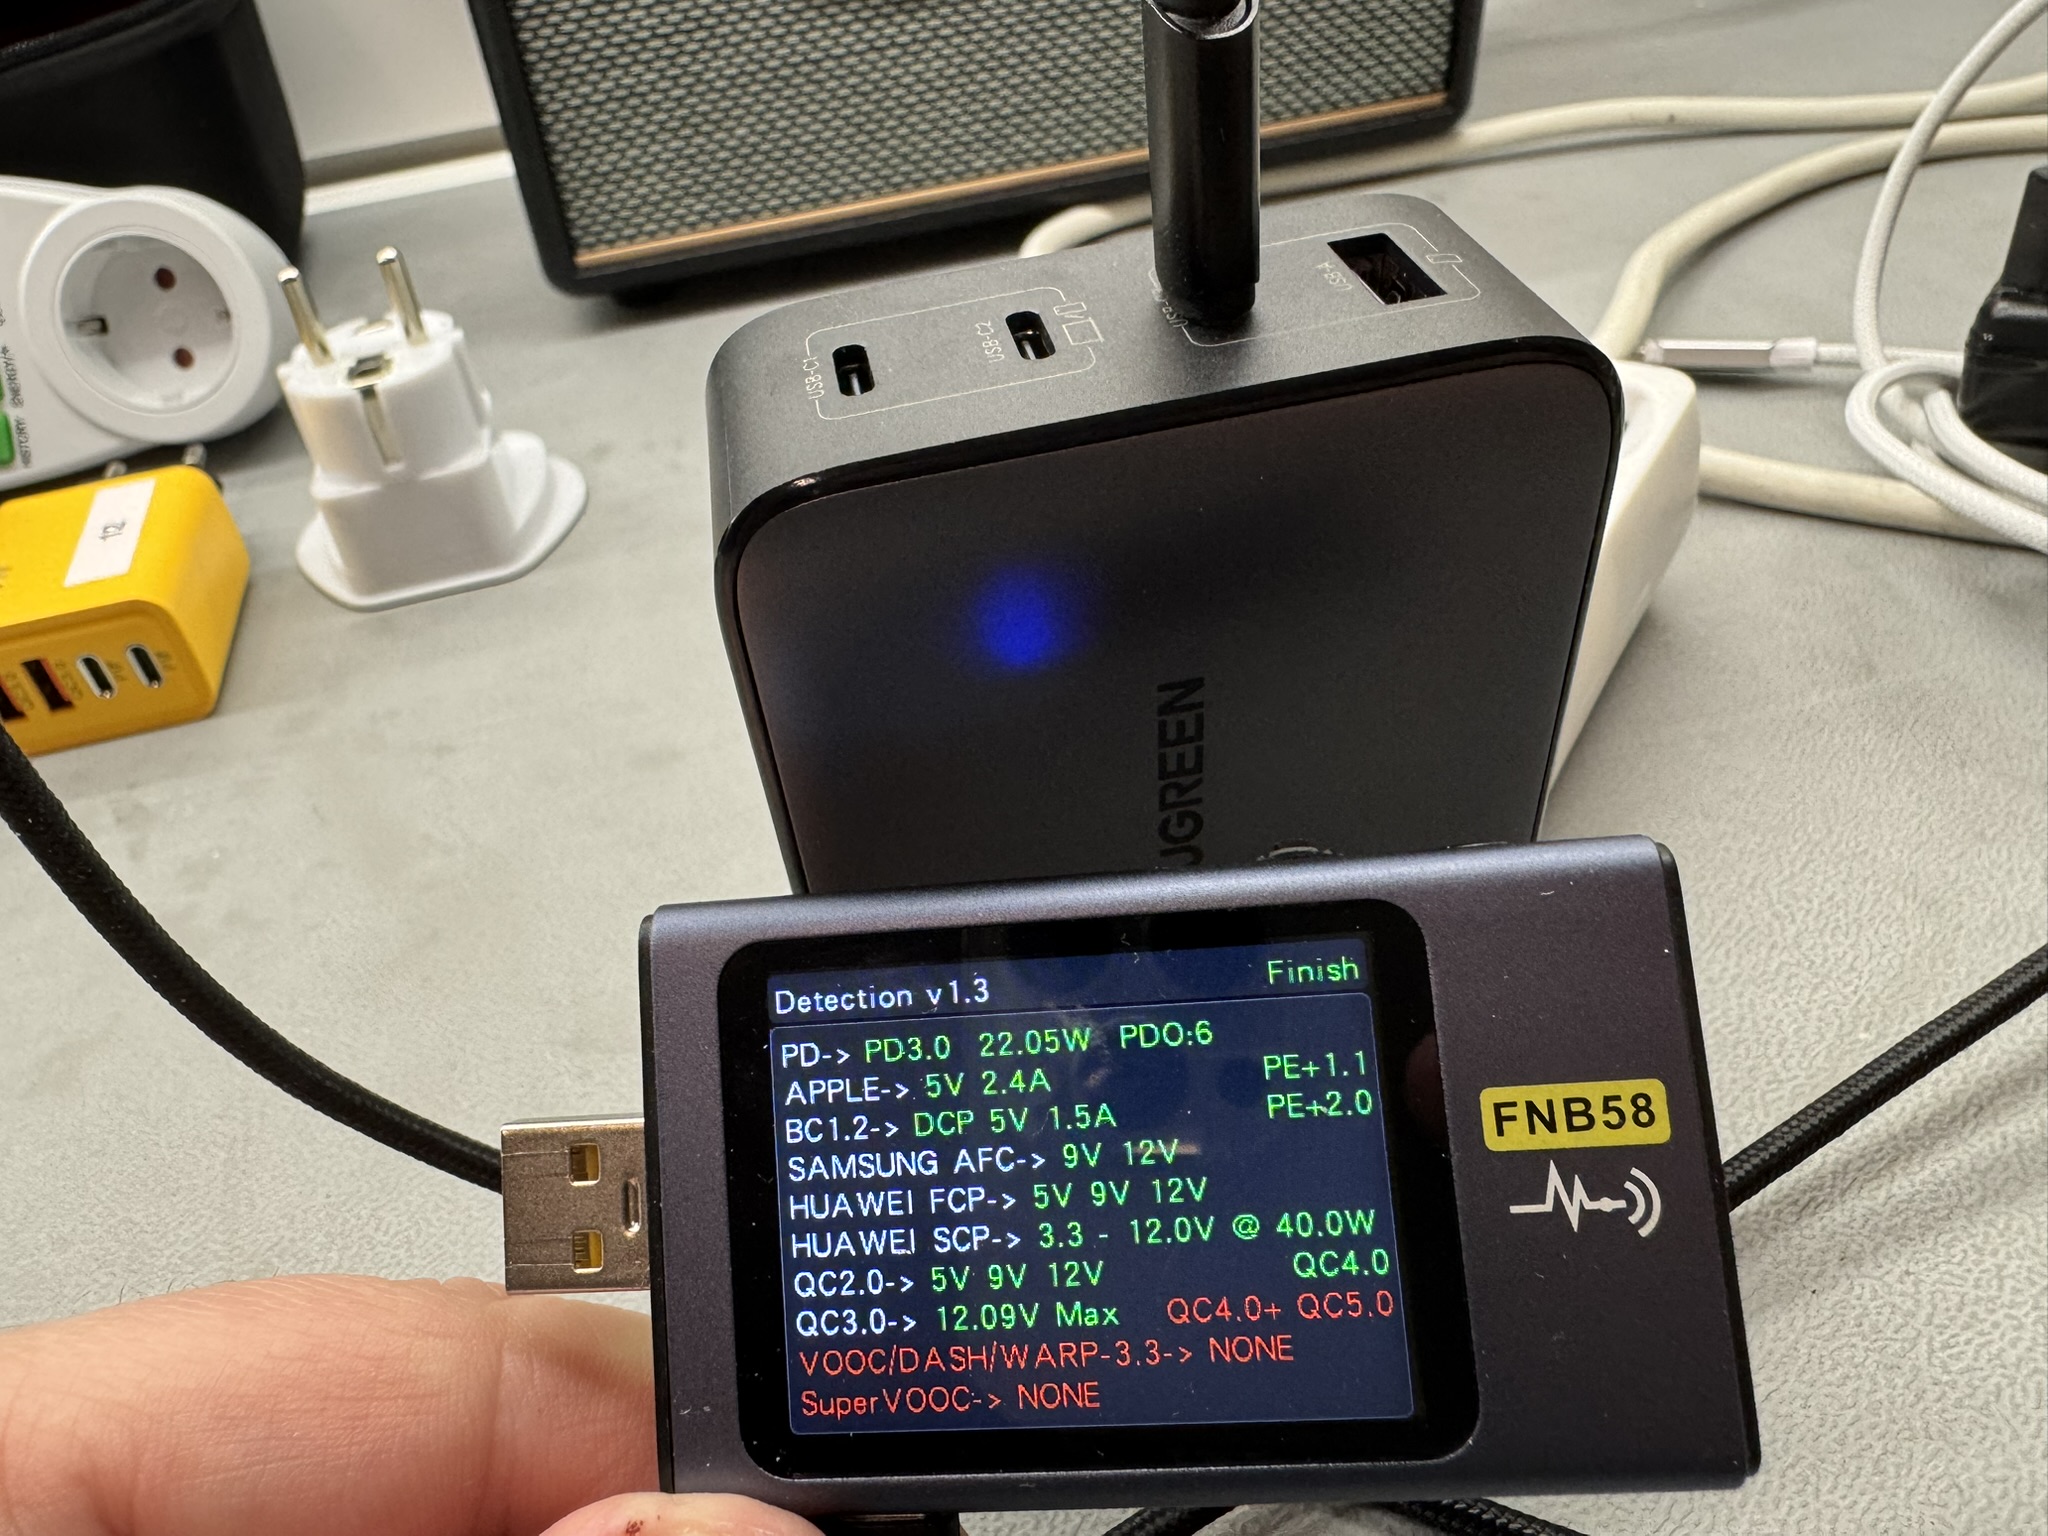 USB-C1
USB-C2
USB-A
UGREEN
12
Detection v1.3 Finish
PD-> PD3.0 22.05W PDO:6
APPLE-> 5V 2.4A PE+1.1
BC1.2-> DCP 5V 1.5A PE+2.0
SAMSUNG AFC-> 9V 12V
HUAWEI FCP-> 5V 9V 12V
HUAWEI SCP-> 3.3 - 12.0V @ 40.0W
QC2.0-> 5V 9V 12V QC4.0
QC3.0-> 12.09V Max QC4.0+ QC5.0
VOOC/DASH/WARP-3.3-> NONE
SuperVOOC-> NONE
FNB58